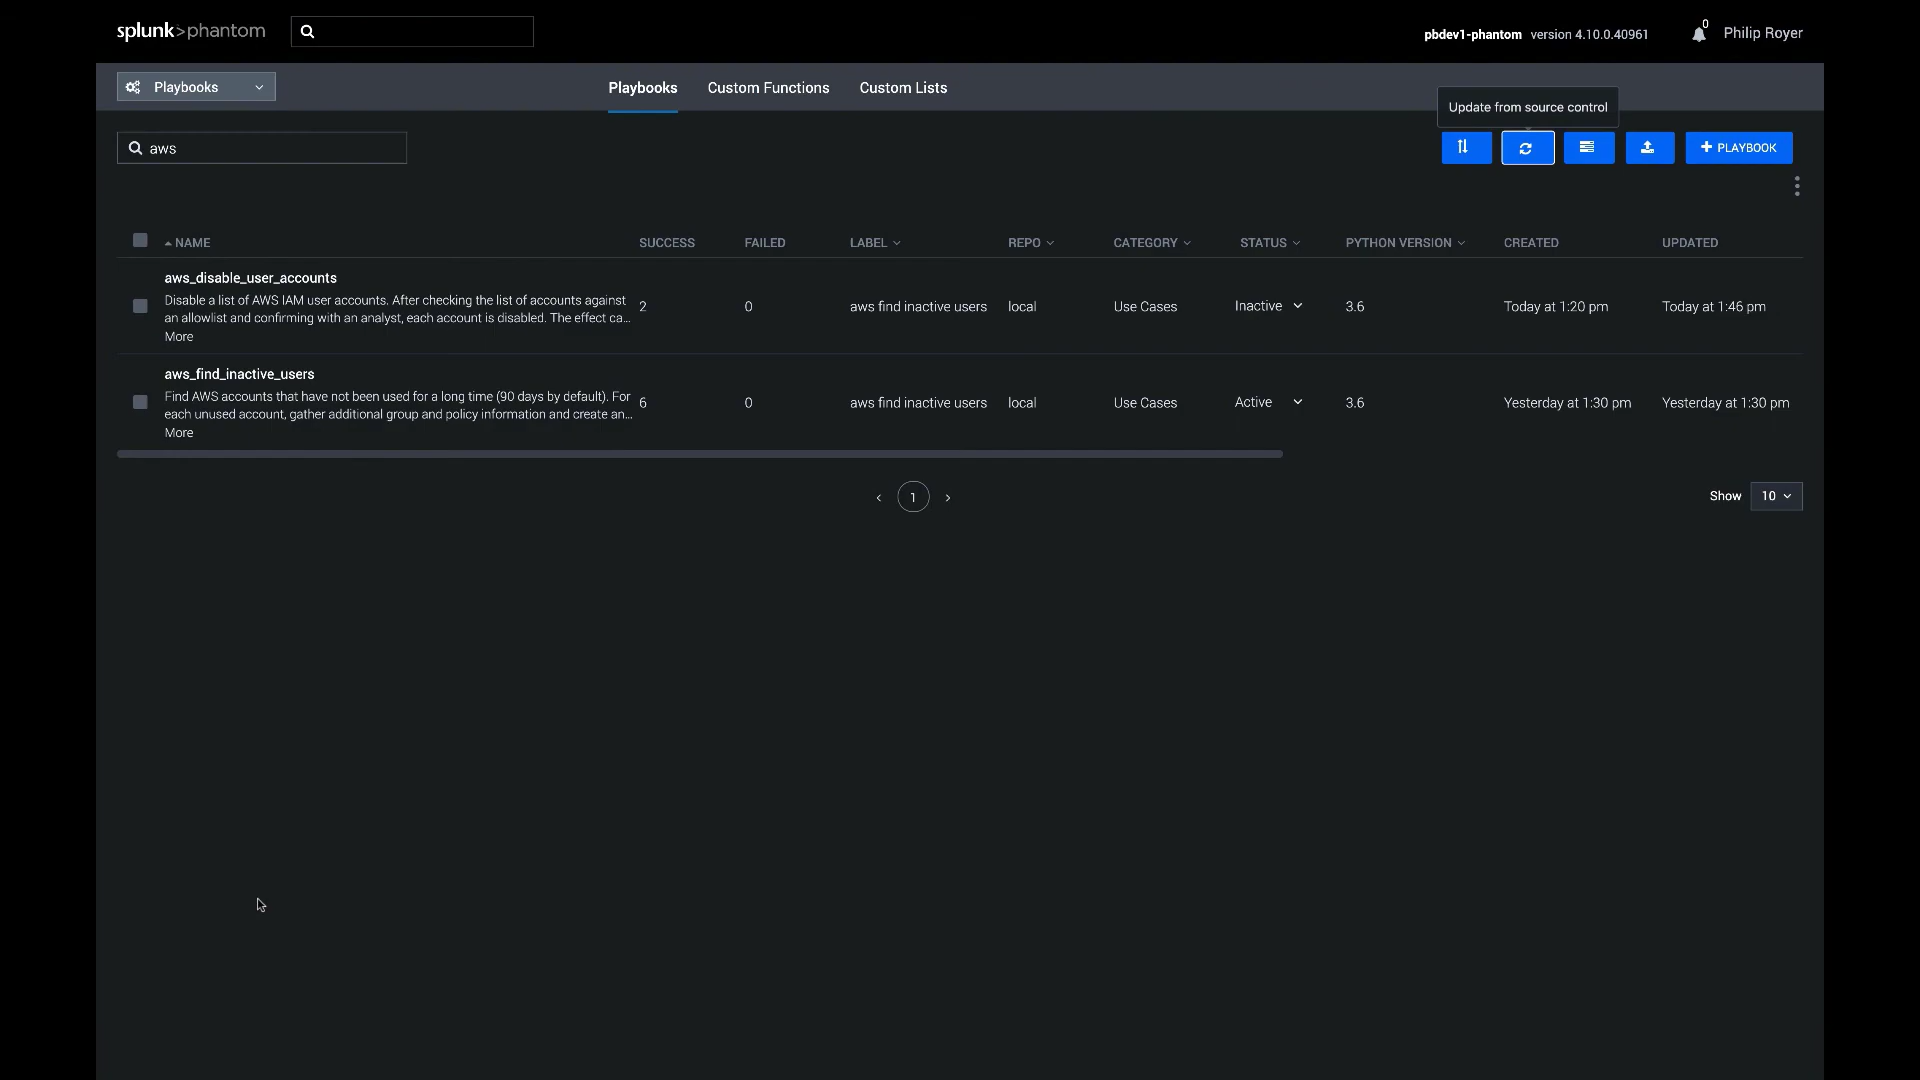 splunk>phantom
pbdev1-phantom version 4.10.0.40961
0
Philip Royer
Playbooks
Playbooks Custom Functions Custom Lists
Update from source control
aws
+ PLAYBOOK
NAME SUCCESS FAILED LABEL REPO CATEGORY STATUS PYTHON VERSION CREATED UPDATED
aws_disable_user_accounts
Disable a list of AWS IAM user accounts. After checking the list of accounts against
an allowlist and confirming with an analyst, each account is disabled. The effect ca...
More
2 0 aws find inactive users local Use Cases Inactive 3.6 Today at 1:20 pm Today at 1:46 pm
aws_find_inactive_users
Find AWS accounts that have not been used for a long time (90 days by default). For
each unused account, gather additional group and policy information and create an...
More
6 0 aws find inactive users local Use Cases Active 3.6 Yesterday at 1:30 pm Yesterday at 1:30 pm
‹ 1 ›
Show 10